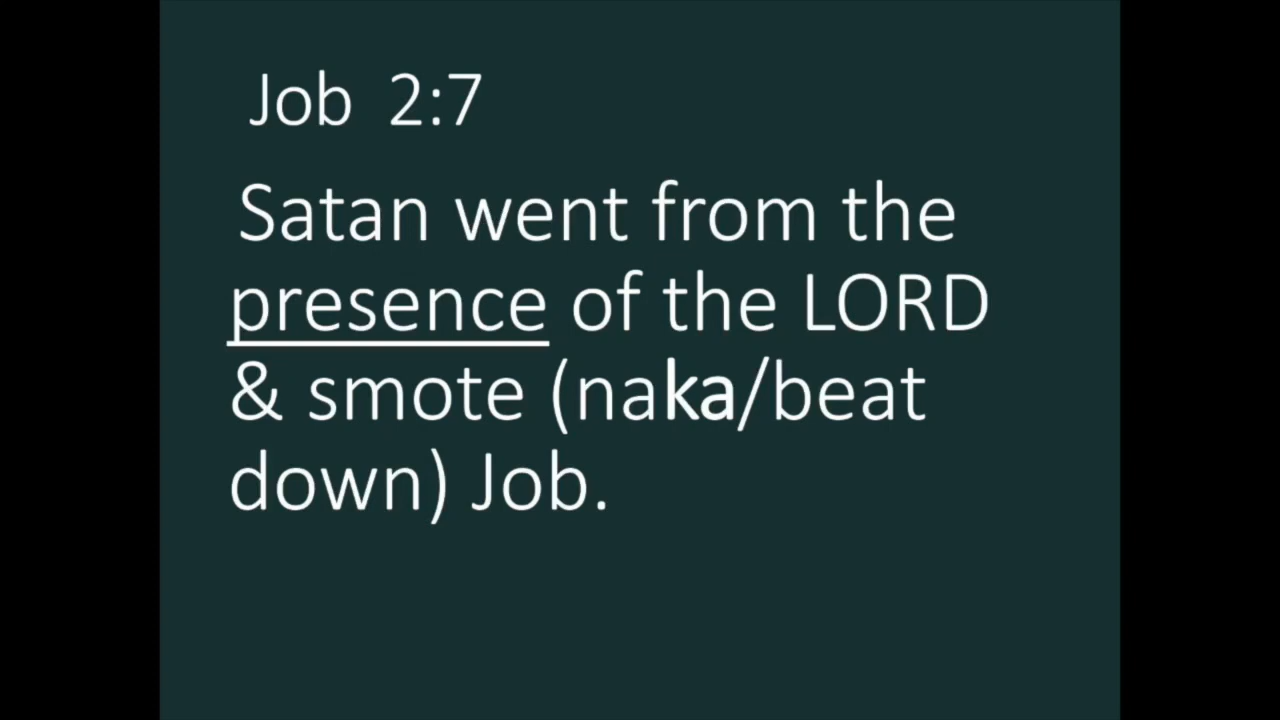 Job 2:7
Satan went from the
presence of the LORD
& smote (naka/beat
down) Job.